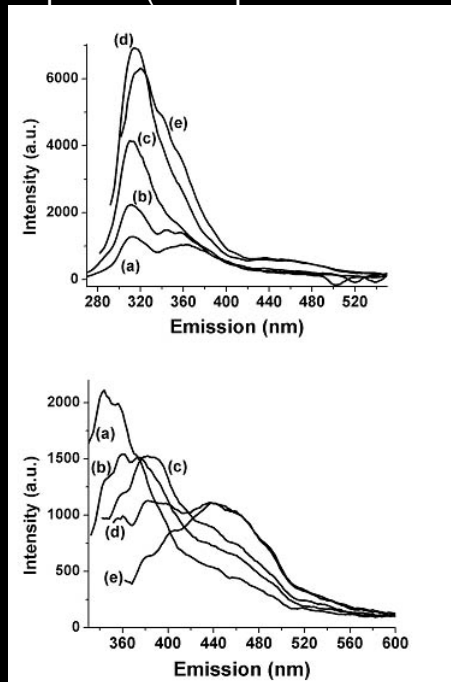 (d)
6000
(e)
(c)
4000
(b)
2000
(a)
0
280 320 360 400 440 480 520
Intensity (a.u.)
Emission (nm)
2000
(a)
1500
(b) (c)
1000
(d)
500
(e)
0
360 400 440 480 520 560 600
Intensity (a.u.)
Emission (nm)